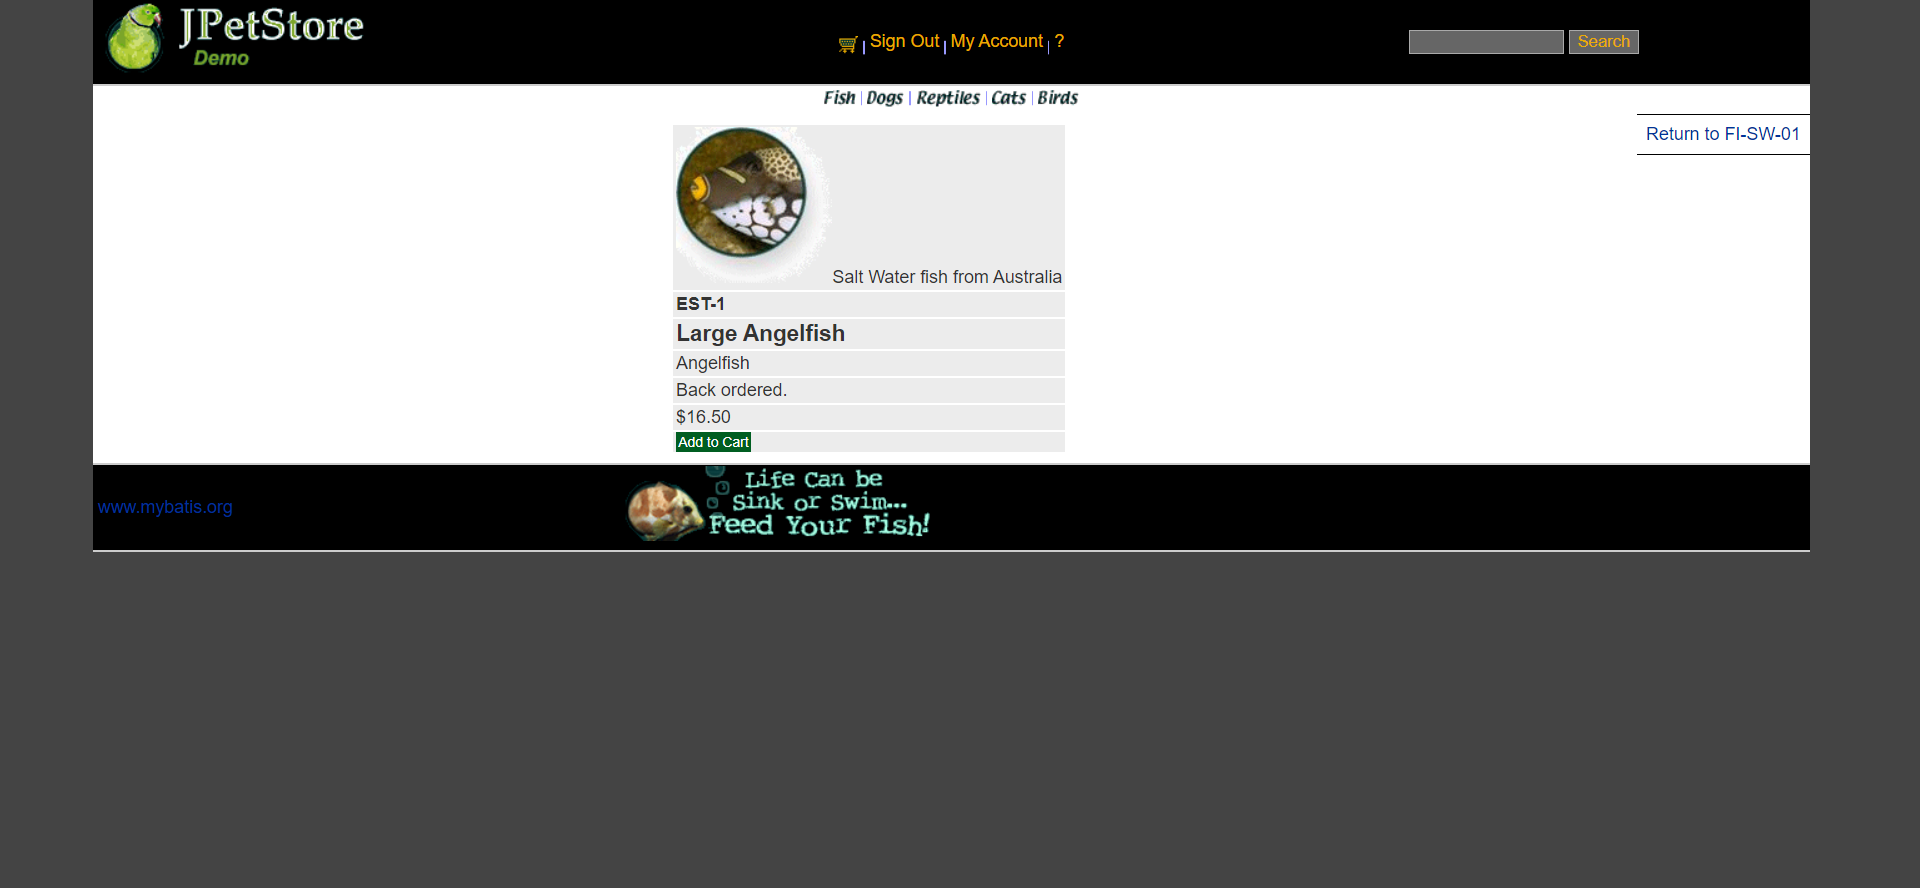 JPetStore
Demo
| Sign Out | My Account | ?
Search
Fish | Dogs | Reptiles | Cats | Birds
Return to FI-SW-01
Salt Water fish from Australia
EST-1
Large Angelfish
Angelfish
Back ordered.
$16.50
Add to Cart
www.mybatis.org
Life Can be
Sink or Swim...
Feed Your Fish!